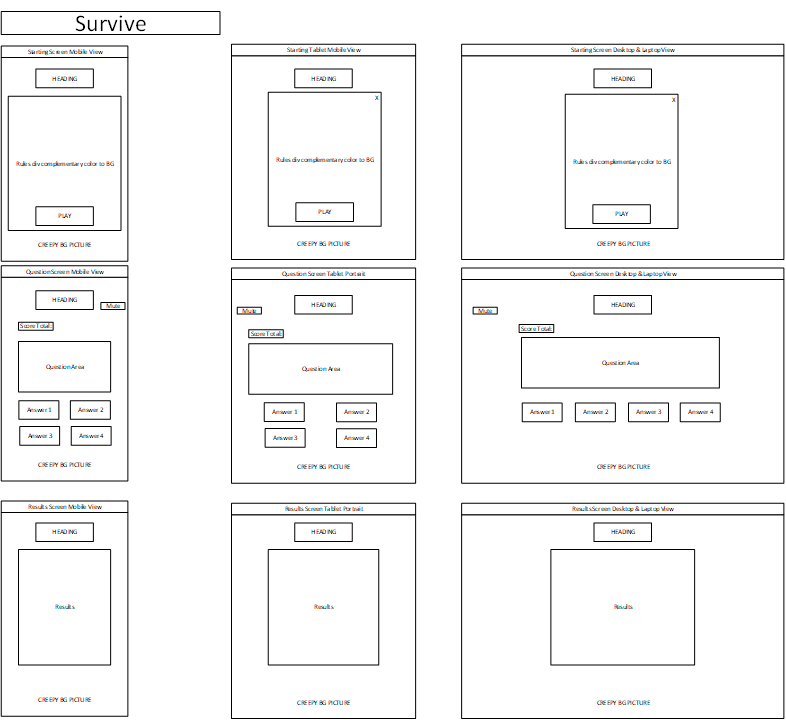 Survive
Starting Screen Mobile View
HEADING
Rules div complementary color to BG
PLAY
CREEPY BG PICTURE
Starting Tablet Mobile View
HEADING
X
Rules div complementary color to BG
PLAY
CREEPY BG PICTURE
Starting Screen Desktop & Laptop View
HEADING
X
Rules div complementary color to BG
PLAY
CREEPY BG PICTURE
Question Screen Mobile View
HEADING
Mute
Score Total:
Question Area
Answer 1 Answer 2
Answer 3 Answer 4
CREEPY BG PICTURE
Question Screen Tablet Portrait
HEADING
Mute
Score Total:
Question Area
Answer 1 Answer 2
Answer 3 Answer 4
CREEPY BG PICTURE
Question Screen Desktop & Laptop View
HEADING
Mute
Score Total:
Question Area
Answer 1 Answer 2 Answer 3 Answer 4
CREEPY BG PICTURE
Results Screen Mobile View
HEADING
Results
CREEPY BG PICTURE
Results Screen Tablet Portrait
HEADING
Results
CREEPY BG PICTURE
Results Screen Desktop & Laptop View
HEADING
Results
CREEPY BG PICTURE